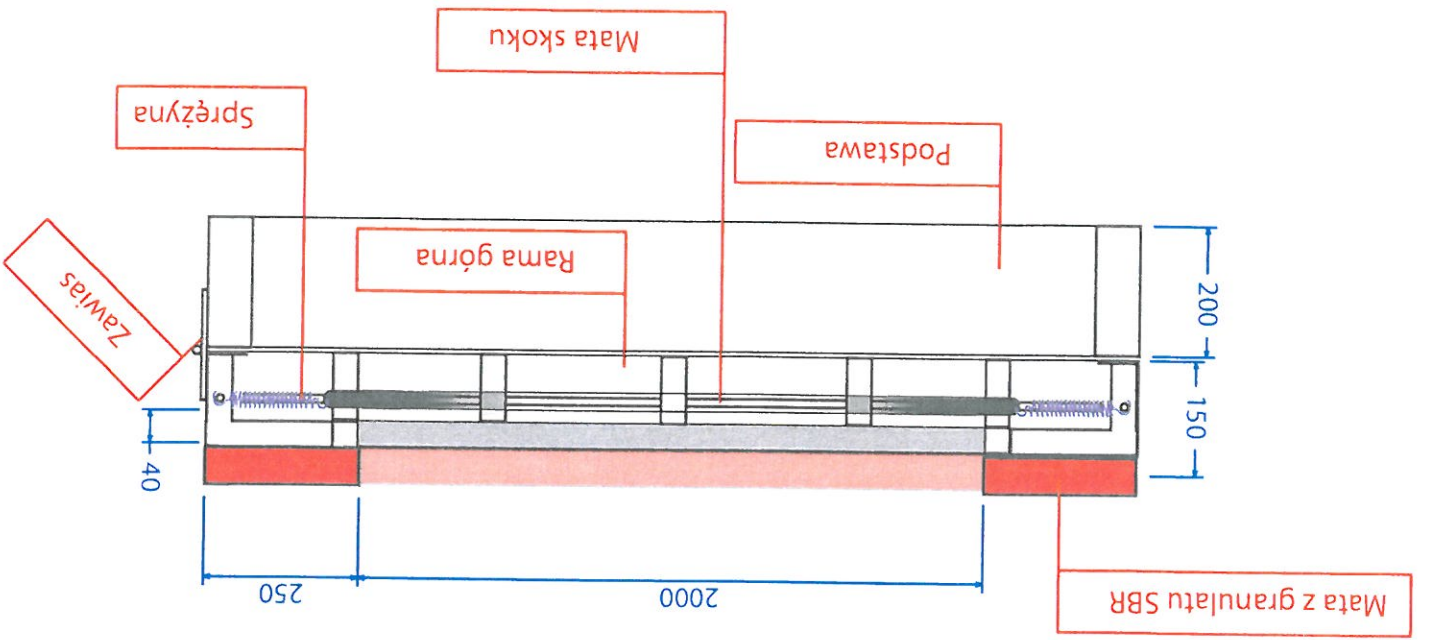 Mata z granulatu SBR
2000
250
40
150
200
Zawias
Rama górna
Podstawa
Sprężyna
Mata skoku